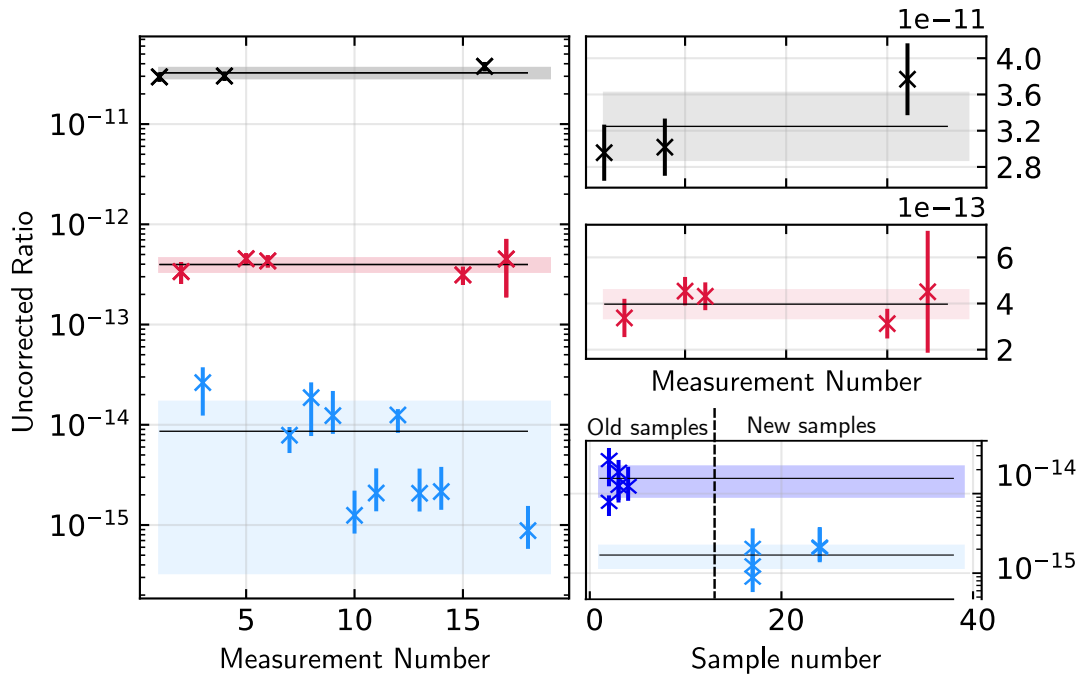 Uncorrected Ratio
10⁻¹¹
10⁻¹²
10⁻¹³
10⁻¹⁴
10⁻¹⁵
5 10 15
Measurement Number
1e−11
4.0
3.6
3.2
2.8
1e−13
6
4
2
Measurement Number
Old samples New samples
10⁻¹⁴
10⁻¹⁵
0 20 40
Sample number